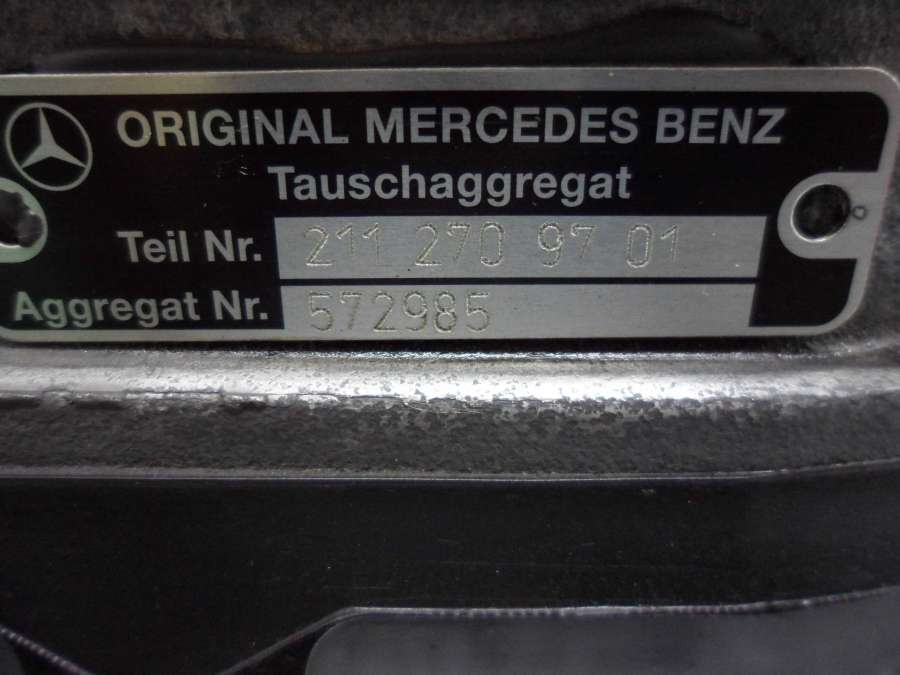 ORIGINAL MERCEDES BENZ
Tauschaggregat
Teil Nr. 211 270 97 01
Aggregat Nr. 572985